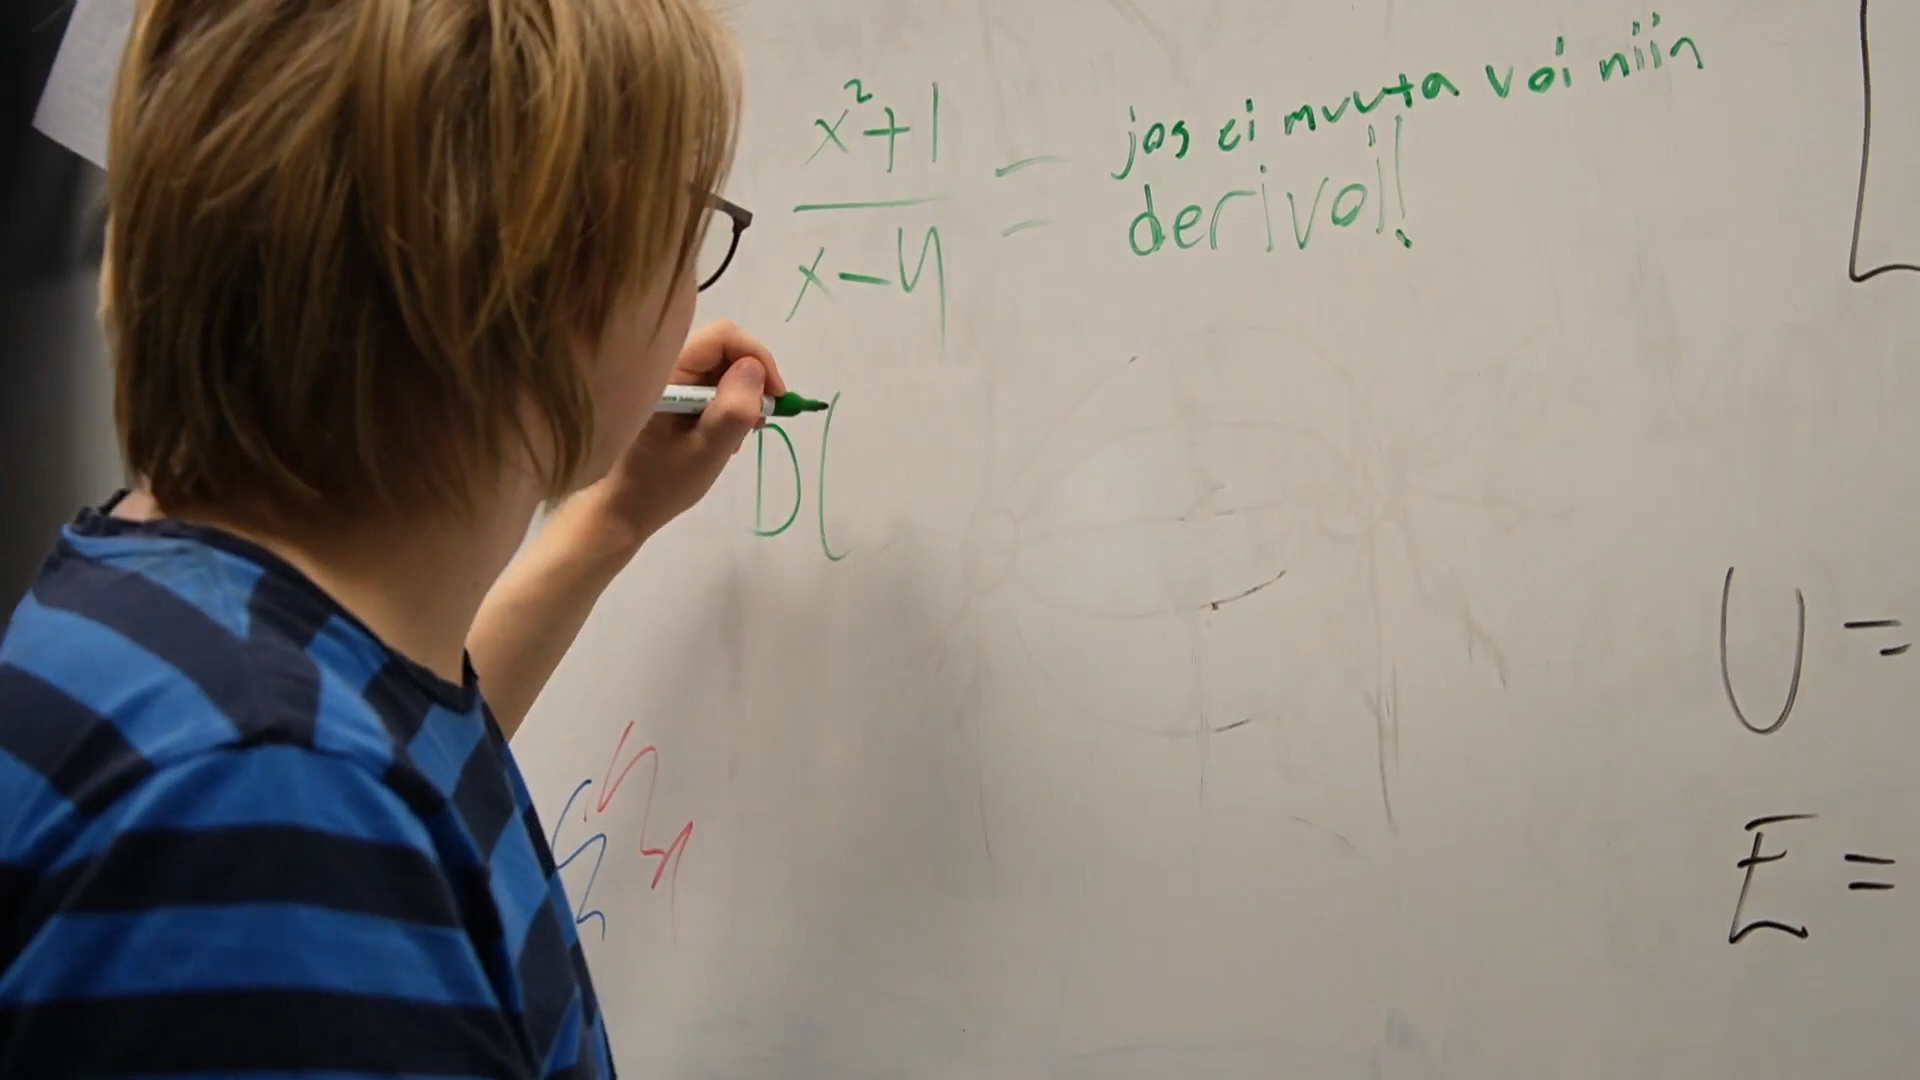 x²+1
x-4
=
jos ei muuta voi niin
derivoi!
D(
U =
E =